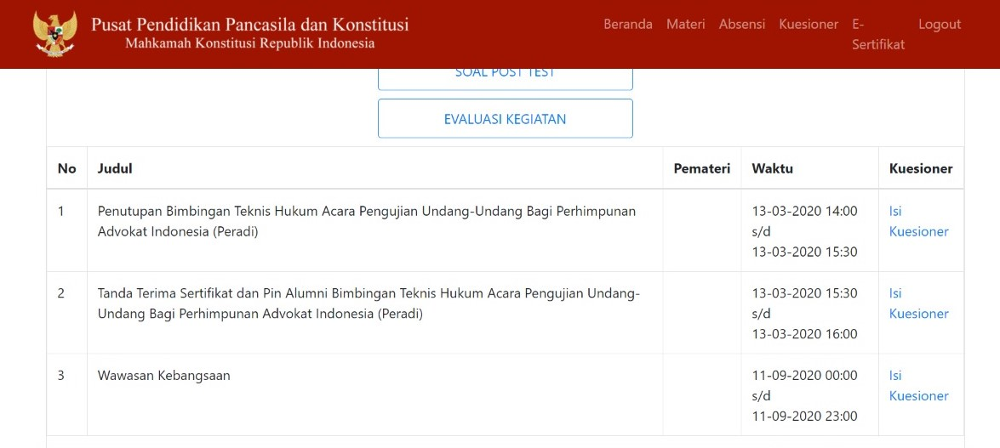 Pusat Pendidikan Pancasila dan Konstitusi
Mahkamah Konstitusi Republik Indonesia
Beranda Materi Absensi Kuesioner E-
Sertifikat Logout
SOAL POST TEST
EVALUASI KEGIATAN
No Judul Pemateri Waktu Kuesioner
1 Penutupan Bimbingan Teknis Hukum Acara Pengujian Undang-Undang Bagi Perhimpunan 13-03-2020 14:00 Isi
Advokat Indonesia (Peradi) s/d Kuesioner
13-03-2020 15:30
2 Tanda Terima Sertifikat dan Pin Alumni Bimbingan Teknis Hukum Acara Pengujian Undang- 13-03-2020 15:30 Isi
Undang Bagi Perhimpunan Advokat Indonesia (Peradi) s/d Kuesioner
13-03-2020 16:00
3 Wawasan Kebangsaan 11-09-2020 00:00 Isi
s/d Kuesioner
11-09-2020 23:00